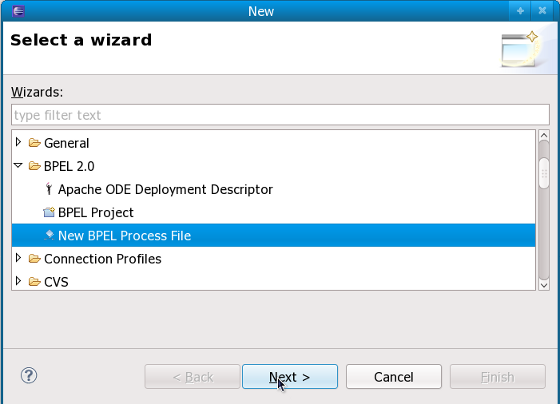 New
Select a wizard
Wizards:
type filter text
General
BPEL 2.0
Apache ODE Deployment Descriptor
BPEL Project
New BPEL Process File
Connection Profiles
CVS
?
< Back
Next >
Cancel
Finish